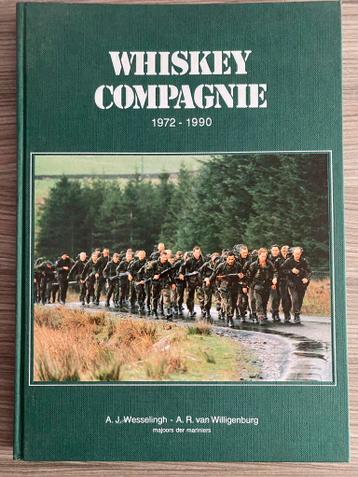 WHISKEY
COMPAGNIE
1972 - 1990
A. J. Wesselingh - A. R. van Willigenburg
majoors der mariniers